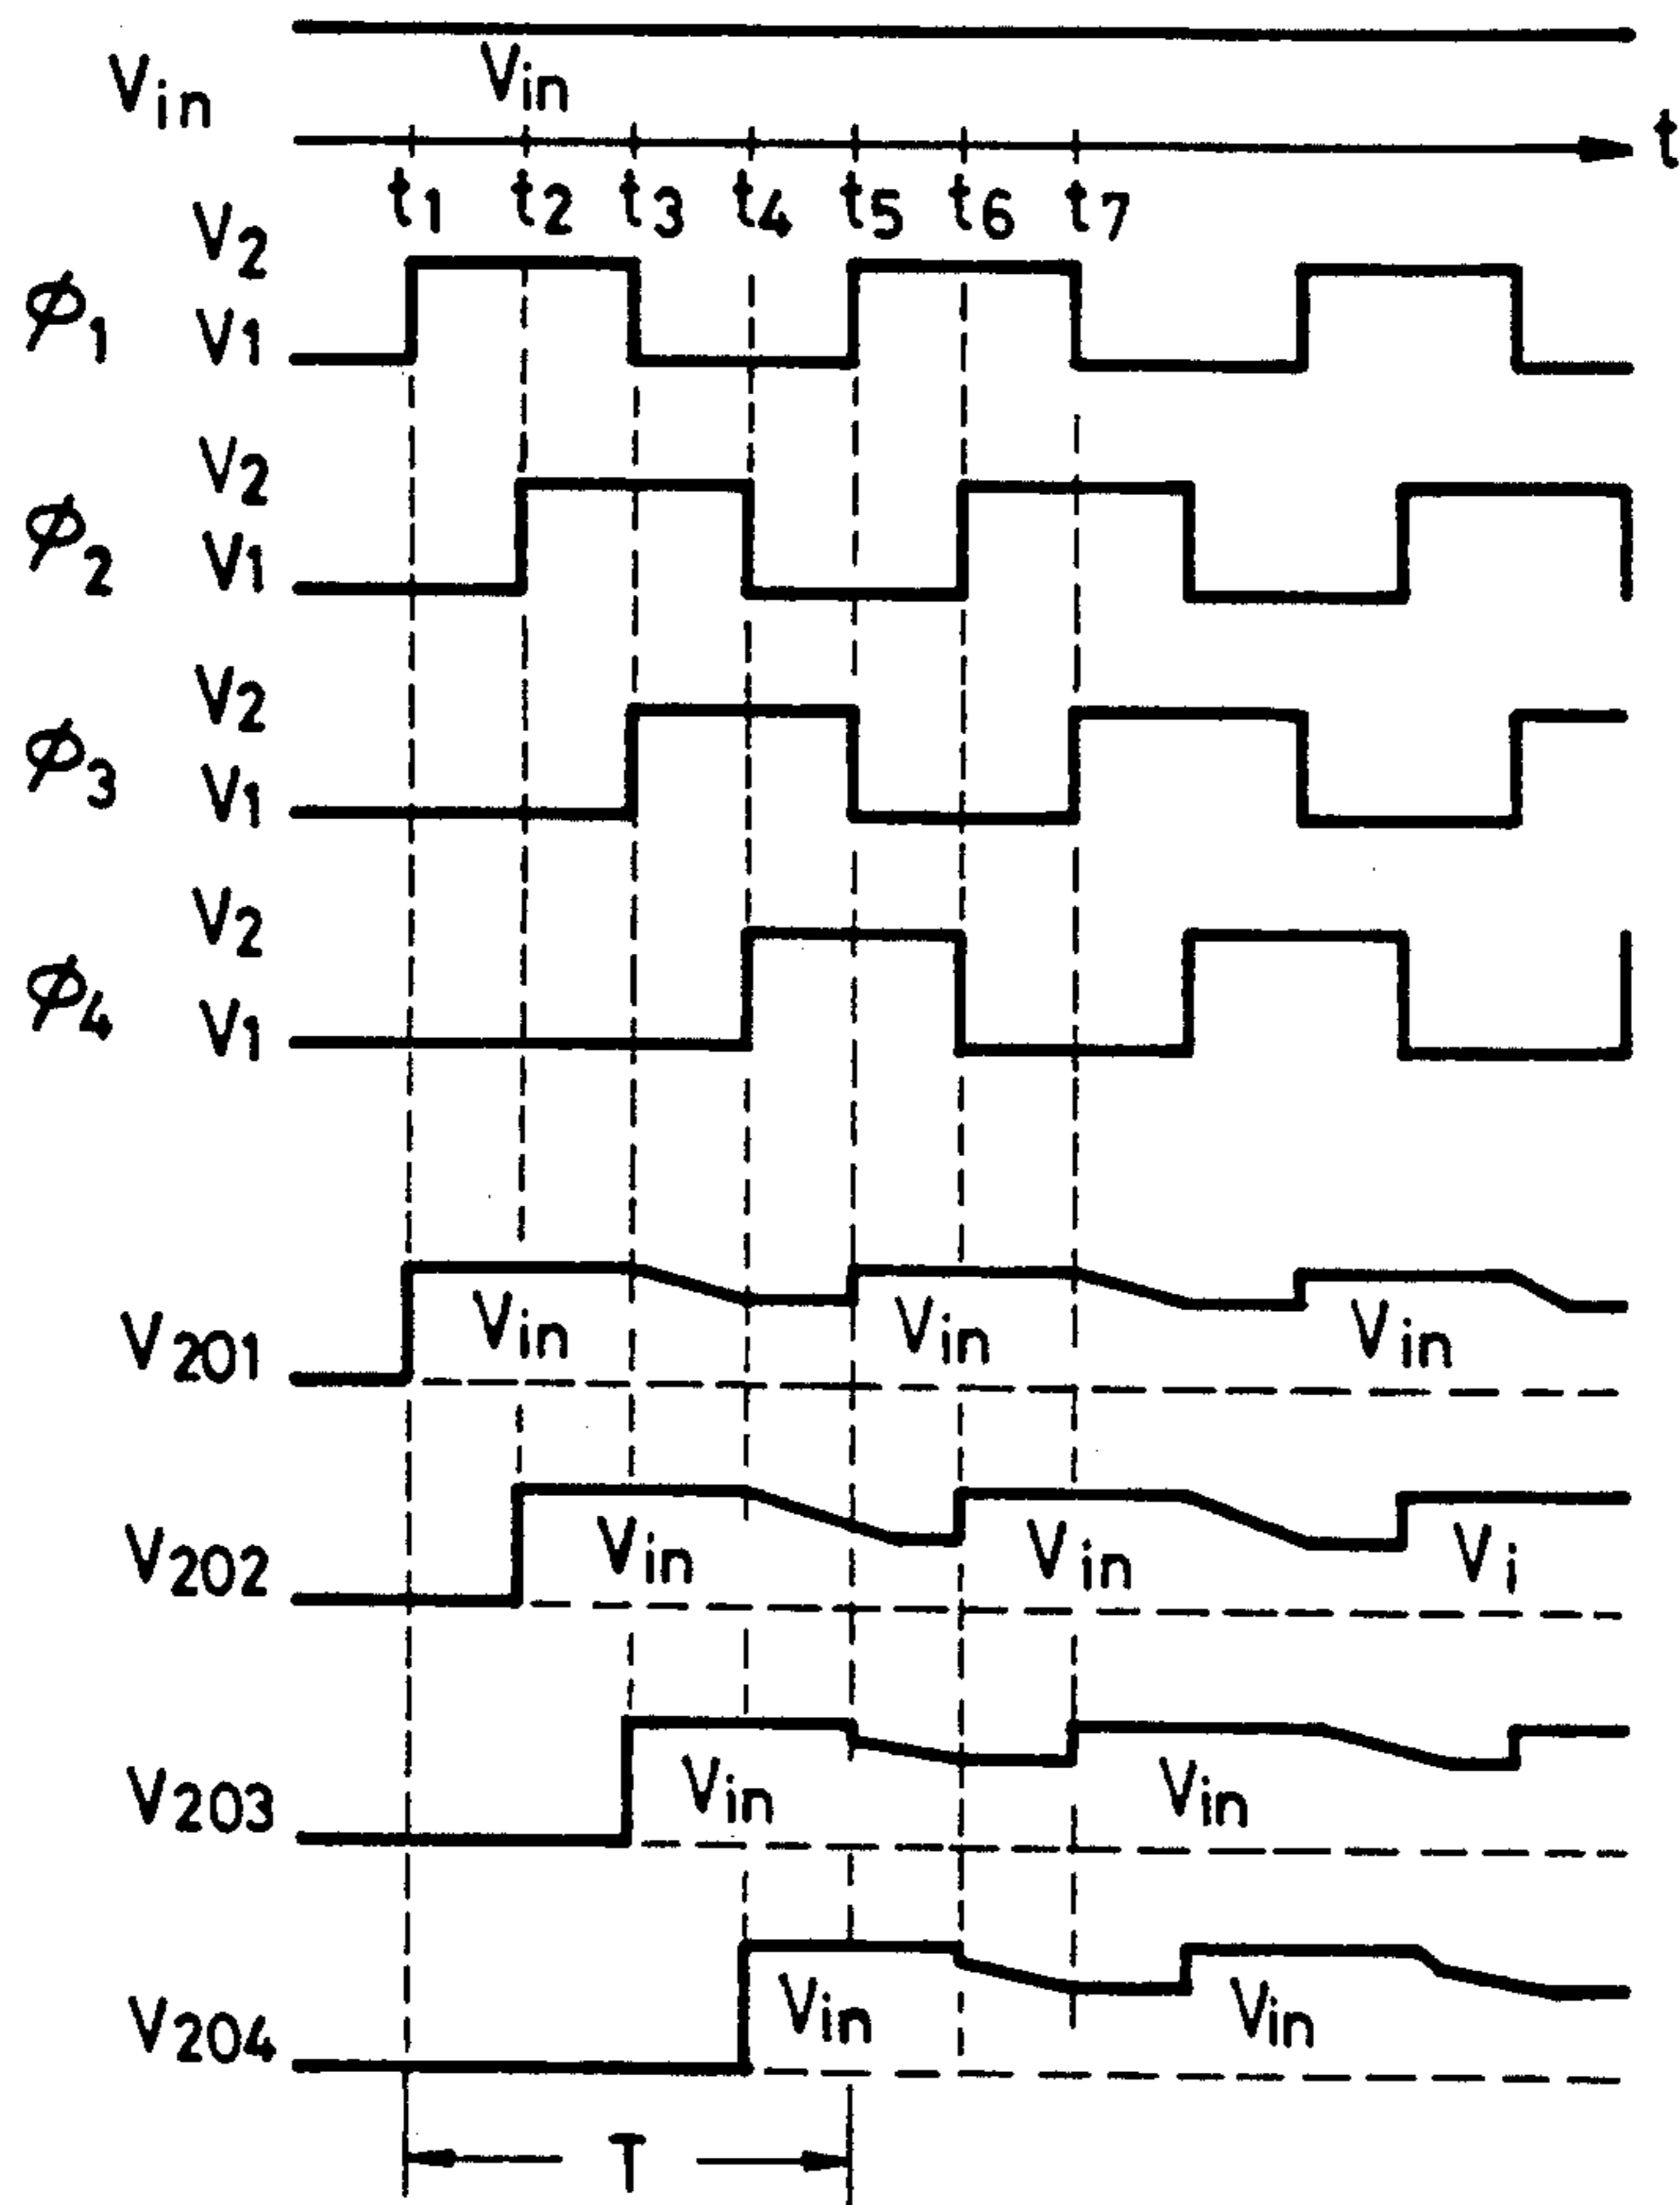 Vin Vin
t
t1 t2 t3 t4 t5 t6 t7
V2
ϕ1 V1
V2
ϕ2 V1
V2
ϕ3 V1
V2
ϕ4 V1
V201 Vin Vin Vin
V202 Vin Vin Vi
V203 Vin Vin
V204 Vin Vin
T